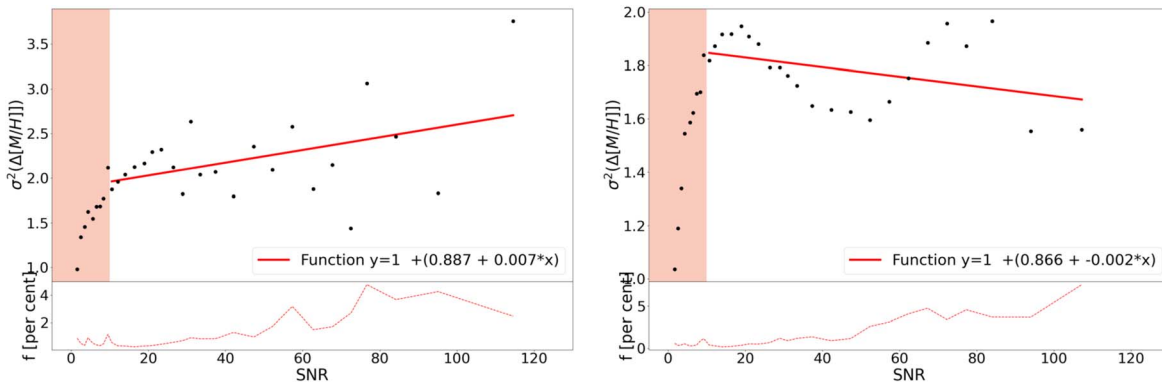 3.5
3.0
2.5
2.0
1.5
1.0
σ²(Δ[M/H]])
Function y=1 +(0.887 + 0.007*x)
4
2
f [per cent]
0 20 40 60 80 100 120
SNR
2.0
1.8
1.6
1.4
1.2
1.0
σ²(Δ[M/H]])
Function y=1 +(0.866 + -0.002*x)
5
0
f [per cent]
0 20 40 60 80 100 120
SNR